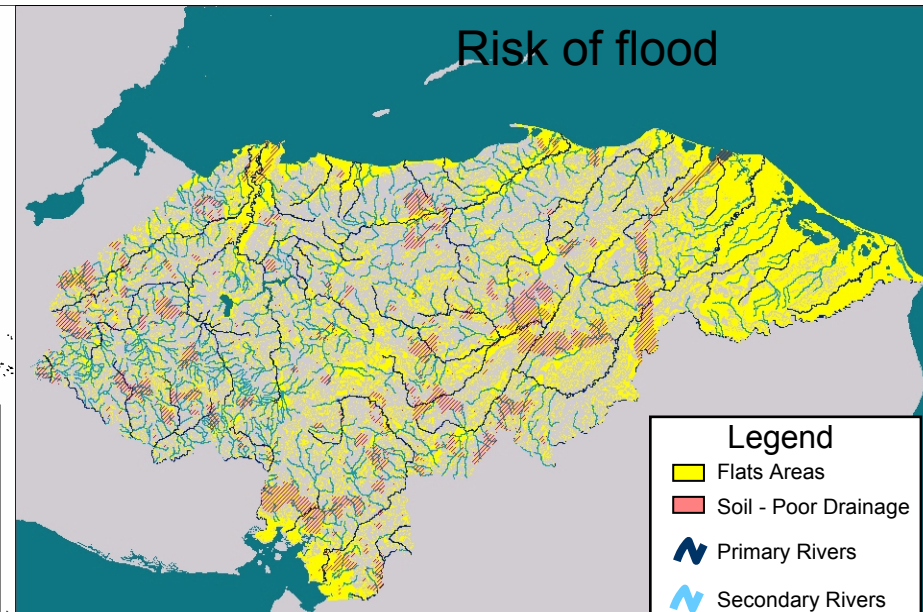 Risk of flood
Legend
Flats Areas
Soil - Poor Drainage
Primary Rivers
Secondary Rivers